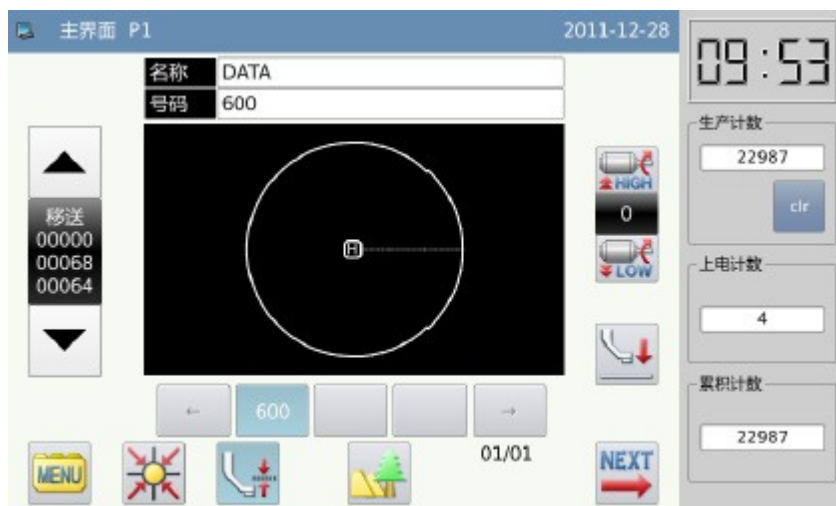 主界面 P1
2011-12-28
09:53
名称 DATA
号码 600
生产计数
22987
clr
HIGH
0
LOW
移送
00000
00068
00064
H
上电计数
4
← 600 →
01/01
累积计数
22987
MENU
NEXT